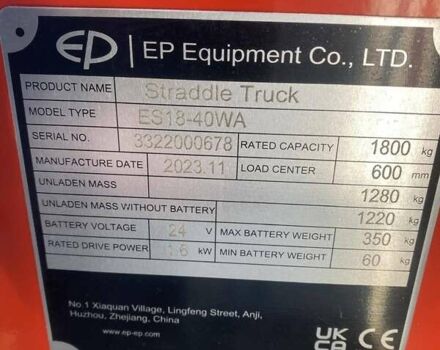 EP | EP Equipment Co., LTD.
PRODUCT NAME Straddle Truck
MODEL TYPE ES18-40WA
SERIAL NO. 3322000678 RATED CAPACITY 1800 kg
MANUFACTURE DATE 2023.11 LOAD CENTER 600 mm
UNLADEN MASS 1280 kg
UNLADEN MASS WITHOUT BATTERY 1220 kg
BATTERY VOLTAGE 24 V MAX BATTERY WEIGHT 350 kg
RATED DRIVE POWER 1.6 kW MIN BATTERY WEIGHT 60 kg
No.1 Xiaquan Village, Lingfeng Street, Anji,
Huzhou, Zhejiang, China
www.ep-ep.com
UK CA CE